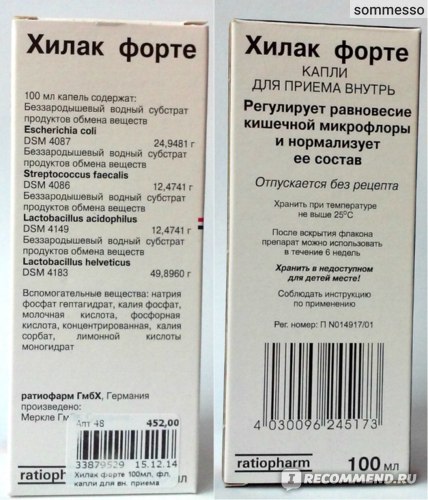 sommesso
Хилак форте
100 мл капель содержат:
Беззародышевый водный субстрат
продуктов обмена веществ
Escherichia coli
DSM 4087 24,9481 г
Беззародышевый водный субстрат
продуктов обмена веществ
Streptococcus faecalis
DSM 4086 12,4741 г
Беззародышевый водный субстрат
продуктов обмена веществ
Lactobacillus acidophilus
DSM 4149 12,4741 г
Беззародышевый водный субстрат
продуктов обмена веществ
Lactobacillus helveticus
DSM 4183 49,8960 г
Вспомогательные вещества: натрия
фосфат гептагидрат, калия фосфат,
молочная кислота, фосфорная
кислота, концентрированная, калия
сорбат, лимонной кислоты
моногидрат
ратиофарм ГмбХ, Германия
произведено:
Меркле Гм
Апт 48 452,00
33879529 15.12.14
Хилак форте 100мл. фл.
капли для вн. приема
ratiopharm
мл
Хилак форте
КАПЛИ
ДЛЯ ПРИЕМА ВНУТРЬ
Регулирует равновесие
кишечной микрофлоры
и нормализует
ее состав
Отпускается без рецепта
Хранить при температуре
не выше 25°С
После вскрытия флакона
препарат можно использовать
в течение 6 недель
Хранить в недоступном
для детей месте!
Соблюдать инструкцию
по применению
Рег. номер: П N014917/01
4 030096 245173
ratiopharm 100 мл
IRECOMMEND.RU